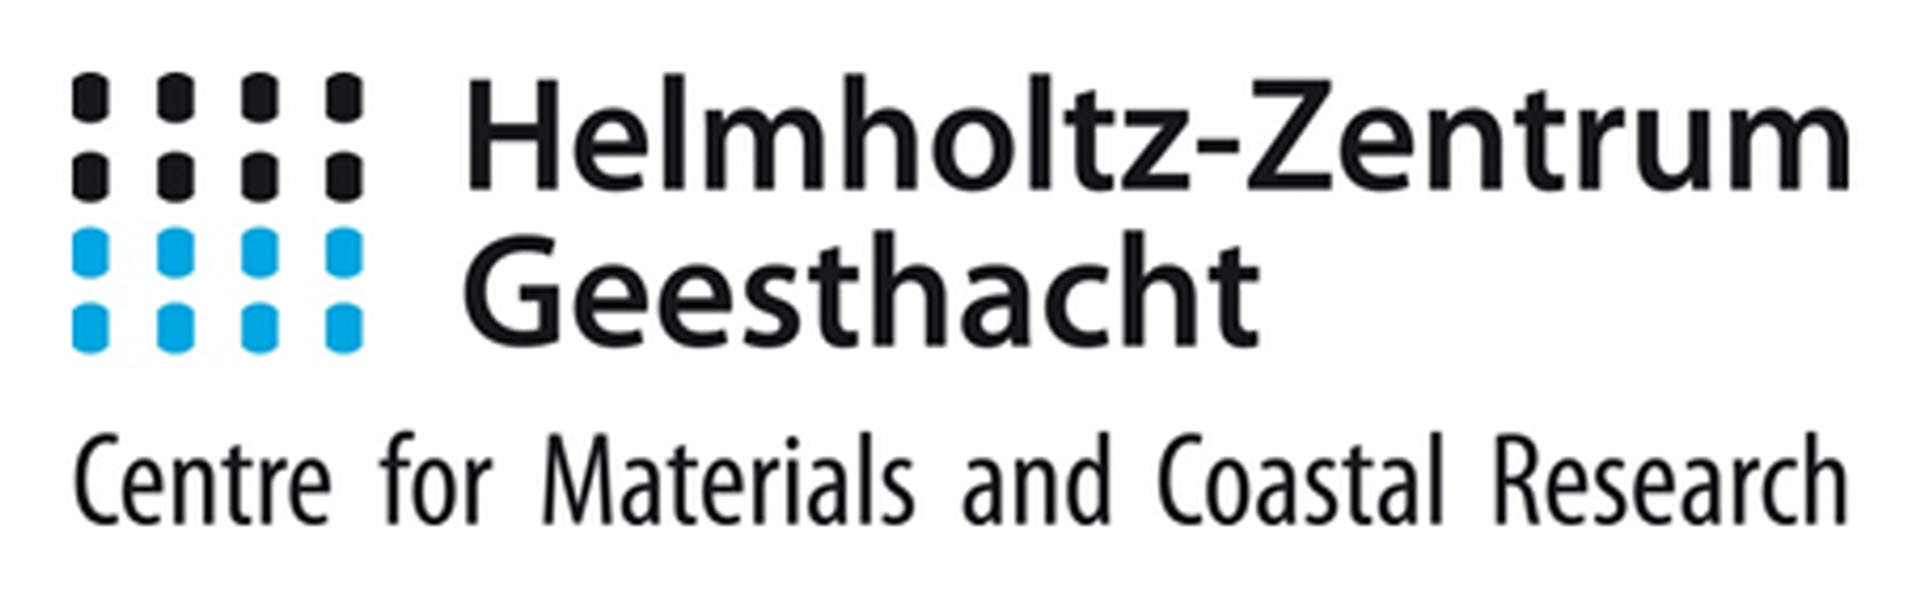 Helmholtz-Zentrum
Geesthacht
Centre for Materials and Coastal Research